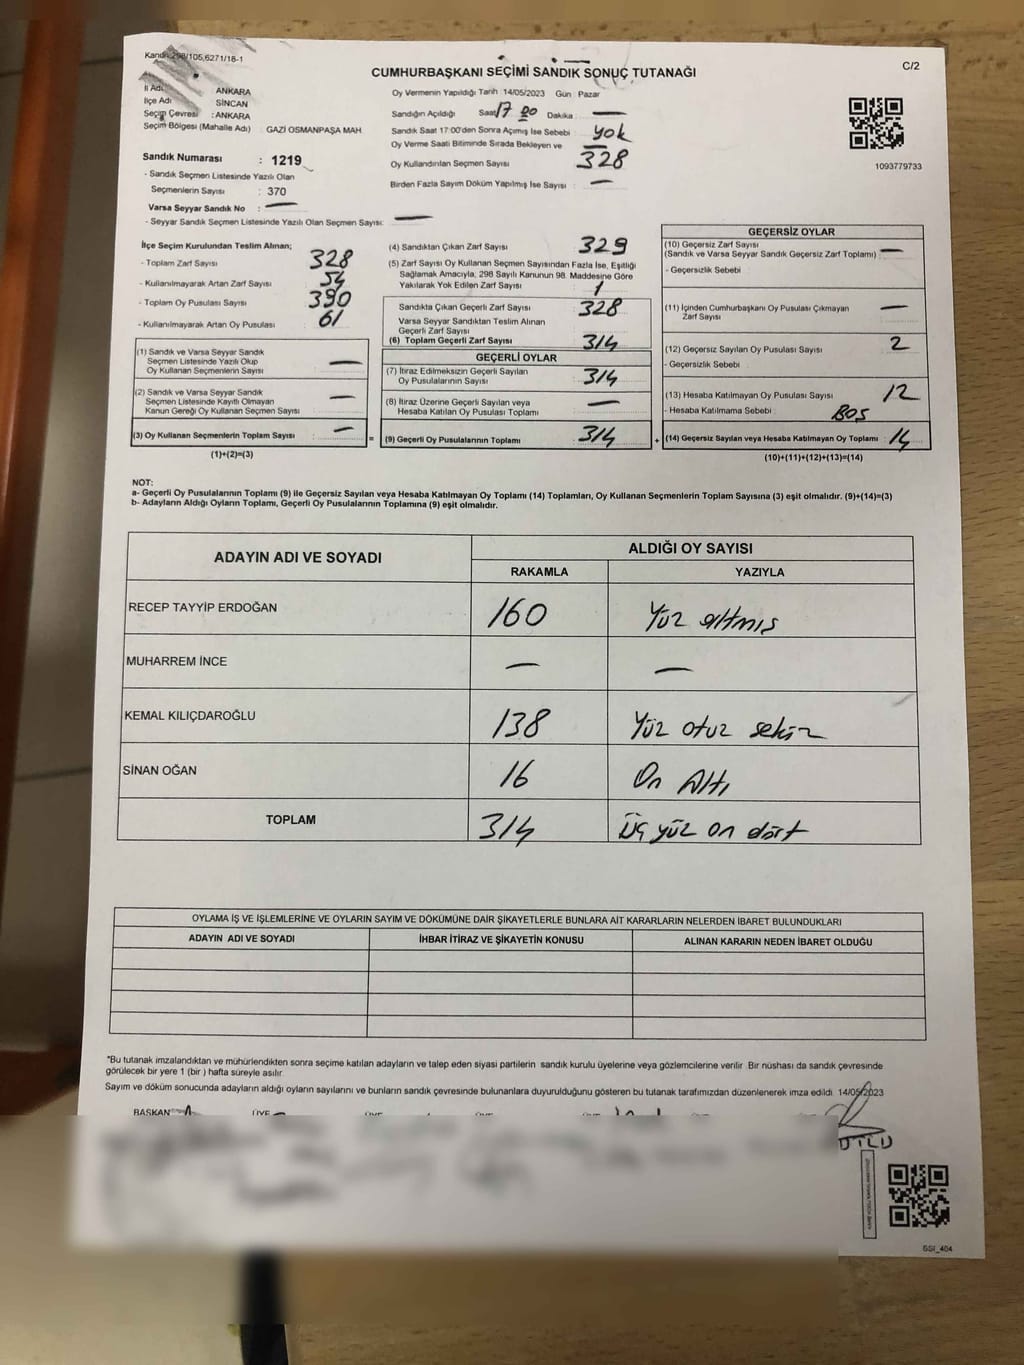 Kanun 298/105,6271/18-1
C/2
CUMHURBAŞKANI SEÇİMİ SANDIK SONUÇ TUTANAĞI
İl Adı : ANKARA
İlçe Adı : SİNCAN
Seçim Çevresi : ANKARA
Seçim Bölgesi (Mahalle Adı) : GAZİ OSMANPAŞA MAH.
Sandık Numarası : 1219
- Sandık Seçmen Listesinde Yazılı Olan
Seçmenlerin Sayısı : 370
Varsa Seyyar Sandık No : —
- Seyyar Sandık Seçmen Listesinde Yazılı Olan Seçmen Sayısı: —
Oy Vermenin Yapıldığı Tarih : 14/05/2023 Gün : Pazar
Sandığın Açıldığı Saat 17 00 Dakika : —
Sandık Saat 17:00'den Sonra Açılmış İse Sebebi : yok
Oy Verme Saati Bitiminde Sırada Bekleyen ve
Oy Kullandırılan Seçmen Sayısı 328
Birden Fazla Sayım Döküm Yapılmış İse Sayısı : —
1093779733
İlçe Seçim Kurulundan Teslim Alınan;
- Toplam Zarf Sayısı : 328
- Kullanılmayarak Artan Zarf Sayısı : 54
- Toplam Oy Pusulası Sayısı : 390
- Kullanılmayarak Artan Oy Pusulası : 61
(1) Sandık ve Varsa Seyyar Sandık
Seçmen Listesinde Yazılı Olup
Oy Kullanan Seçmenlerin Sayısı : —
(2) Sandık ve Varsa Seyyar Sandık
Seçmen Listesinde Kayıtlı Olmayan
Kanun Gereği Oy Kullanan Seçmen Sayısı : —
(3) Oy Kullanan Seçmenlerin Toplam Sayısı : —
(1)+(2)=(3)
(4) Sandıktan Çıkan Zarf Sayısı 329
(5) Zarf Sayısı Oy Kullanan Seçmen Sayısından Fazla İse, Eşitliği
Sağlamak Amacıyla, 298 Sayılı Kanunun 98. Maddesine Göre
Yakılarak Yok Edilen Zarf Sayısı : 1
Sandıkta Çıkan Geçerli Zarf Sayısı : 328
Varsa Seyyar Sandıktan Teslim Alınan
Geçerli Zarf Sayısı
(6) Toplam Geçerli Zarf Sayısı : 314
GEÇERLİ OYLAR
(7) İtiraz Edilmeksizin Geçerli Sayılan
Oy Pusulalarının Sayısı : 314
(8) İtiraz Üzerine Geçerli Sayılan veya
Hesaba Katılan Oy Pusulası Toplamı : —
= (9) Geçerli Oy Pusulalarının Toplamı : 314 +
GEÇERSİZ OYLAR
(10) Geçersiz Zarf Sayısı
(Sandık ve Varsa Seyyar Sandık Geçersiz Zarf Toplamı) : —
- Geçersizlik Sebebi :
(11) İçinden Cumhurbaşkanı Oy Pusulası Çıkmayan
Zarf Sayısı : —
(12) Geçersiz Sayılan Oy Pusulası Sayısı : 2
- Geçersizlik Sebebi :
(13) Hesaba Katılmayan Oy Pusulası Sayısı : 12
- Hesaba Katılmama Sebebi : BOŞ
(14) Geçersiz Sayılan veya Hesaba Katılmayan Oy Toplamı : 14
(10)+(11)+(12)+(13)=(14)
NOT:
a- Geçerli Oy Pusulalarının Toplamı (9) ile Geçersiz Sayılan veya Hesaba Katılmayan Oy Toplamı (14) Toplamları, Oy Kullanan Seçmenlerin Toplam Sayısına (3) eşit olmalıdır. (9)+(14)=(3)
b- Adayların Aldığı Oyların Toplamı, Geçerli Oy Pusulalarının Toplamına (9) eşit olmalıdır.
ADAYIN ADI VE SOYADI
ALDIĞI OY SAYISI
RAKAMLA YAZIYLA
RECEP TAYYİP ERDOĞAN 160 Yüz altmış
MUHARREM İNCE — —
KEMAL KILIÇDAROĞLU 138 Yüz otuz sekiz
SİNAN OĞAN 16 On Altı
TOPLAM 314 üç yüz on dört
OYLAMA İŞ VE İŞLEMLERİNE VE OYLARIN SAYIM VE DÖKÜMÜNE DAİR ŞİKAYETLERLE BUNLARA AİT KARARLARIN NELERDEN İBARET BULUNDUKLARI
ADAYIN ADI VE SOYADI İHBAR İTİRAZ VE ŞİKAYETİN KONUSU ALINAN KARARIN NEDEN İBARET OLDUĞU
*Bu tutanak imzalandıktan ve mühürlendikten sonra seçime katılan adayların ve talep eden siyasi partilerin sandık kurulu üyelerine veya gözlemcilerine verilir. Bir nüshası da sandık çevresinde
görülecek bir yere 1 (bir) hafta süreyle asılır.
Sayım ve döküm sonucunda adayların aldığı oyların sayılarını ve bunların sandık çevresinde bulunanlara duyurulduğunu gösteren bu tutanak tarafımızdan düzenlenerek imza edildi. 14/05/2023
BAŞKAN ÜYE
GSI_404